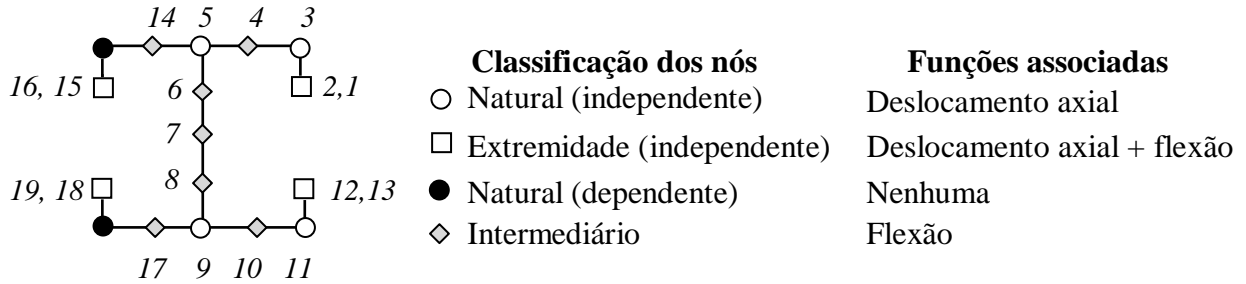 14 5 4 3
Classificação dos nós Funções associadas
16, 15 6 2,1
Natural (independente) Deslocamento axial
7
Extremidade (independente) Deslocamento axial + flexão
19, 18 8 12,13
Natural (dependente) Nenhuma
Intermediário Flexão
17 9 10 11